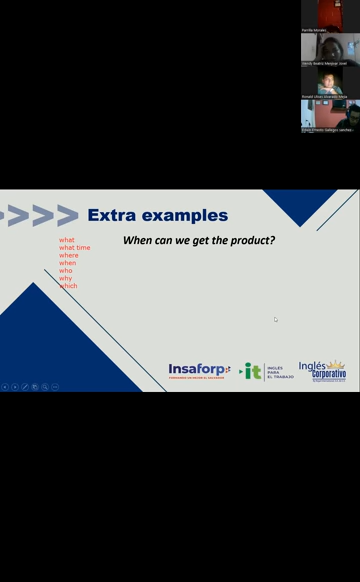 Extra examples
When can we get the product?
what
what time
where
when
who
why
which
Insaforp
it
INGLÉS
PARA
EL TRABAJO
Inglés
Corporativo